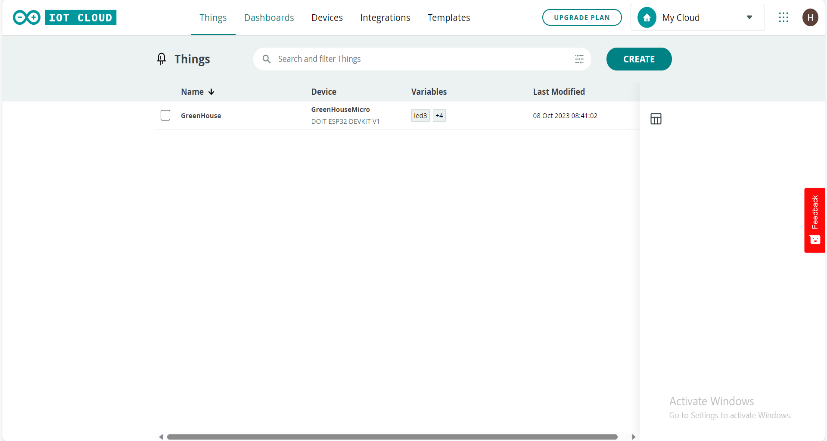 IOT CLOUD Things Dashboards Devices Integrations Templates UPGRADE PLAN My Cloud H
Things Search and filter Things CREATE
Name Device Variables Last Modified
GreenHouse GreenHouseMicro led3 +4 08 Oct 2023 08:41:02
DOIT ESP32 DEVKIT V1
Feedback
Activate Windows
Go to Settings to activate Windows.